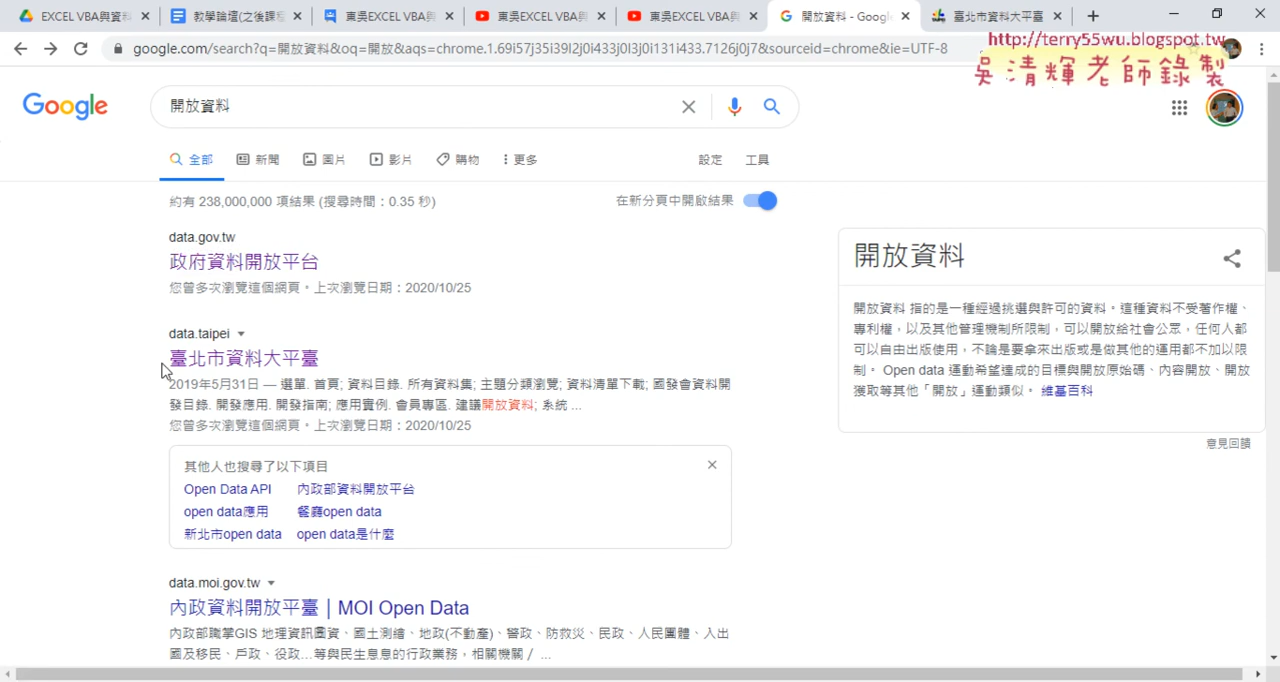 EXCEL VBA與資料
教學論壇(之後課程
東吳EXCEL VBA與
東吳EXCEL VBA與
東吳EXCEL VBA與
開放資料 - Googl
臺北市資料大平臺
google.com/search?q=開放資料&oq=開放&aqs=chrome.1.69i57j35i39l2j0i433j0l3j0i131i433.7126j0j7&sourceid=chrome&ie=UTF-8
http://terry55wu.blogspot.tw
吳清輝老師錄製
Google
開放資料
全部 新聞 圖片 影片 購物 更多 設定 工具
約有 238,000,000 項結果 (搜尋時間：0.35 秒)
在新分頁中開啟結果
data.gov.tw
政府資料開放平台
您曾多次瀏覽這個網頁。上次瀏覽日期：2020/10/25
data.taipei
臺北市資料大平臺
2019年5月31日 — 選單. 首頁; 資料目錄. 所有資料集; 主題分類瀏覽; 資料清單下載; 國發會資料開
發目錄. 開發應用. 開發指南; 應用實例. 會員專區. 建議開放資料; 系統 ...
您曾多次瀏覽這個網頁。上次瀏覽日期：2020/10/25
其他人也搜尋了以下項目
Open Data API 內政部資料開放平台
open data應用 餐廳open data
新北市open data open data是什麼
data.moi.gov.tw
內政資料開放平臺 | MOI Open Data
內政部職掌GIS 地理資訊圖資、國土測繪、地政(不動產)、警政、防救災、民政、人民團體、入出
國及移民、戶政、役政...等與民生息息的行政業務，相關機關 / ...
開放資料
開放資料 指的是一種經過挑選與許可的資料。這種資料不受著作權、
專利權，以及其他管理機制所限制，可以開放給社會公眾，任何人都
可以自由出版使用，不論是要拿來出版或是做其他的運用都不加以限
制。 Open data 運動希望達成的目標與開放原始碼、內容開放、開放
獲取等其他「開放」運動類似。 維基百科
意見回饋